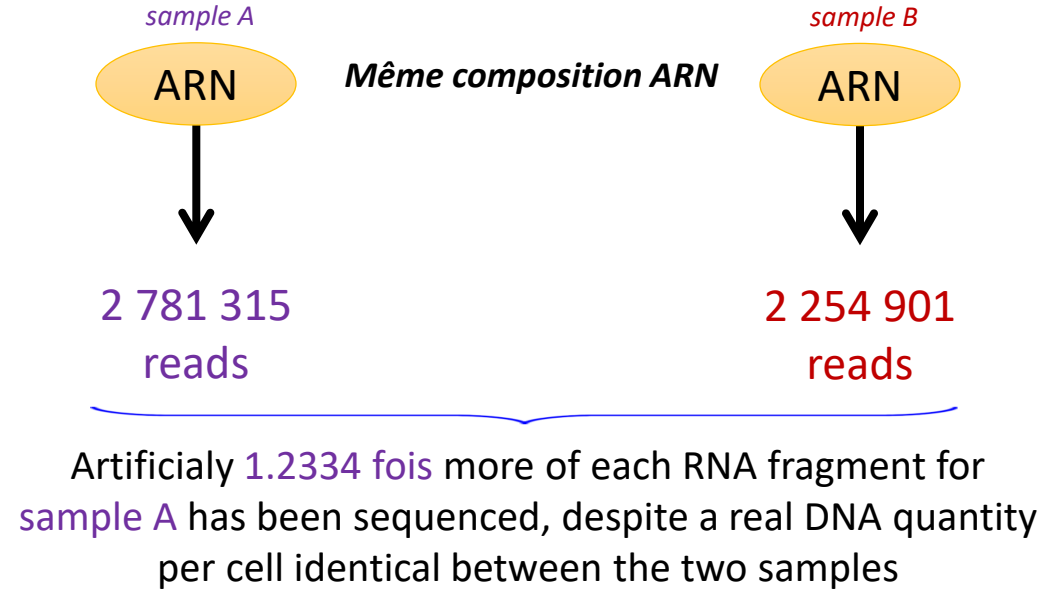 sample A
sample B
ARN
Même composition ARN
ARN
2 781 315
reads
2 254 901
reads
Artificialy 1.2334 fois more of each RNA fragment for
sample A has been sequenced, despite a real DNA quantity
per cell identical between the two samples